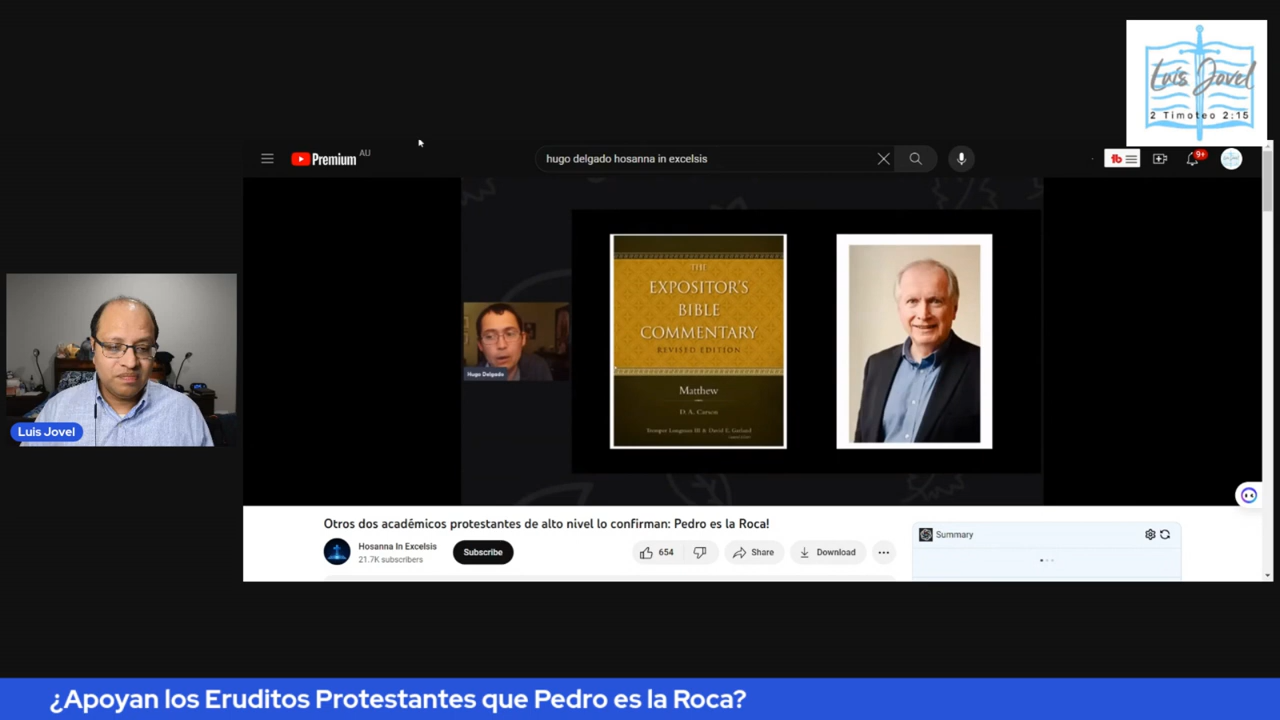 Luis Jovel
2 Timoteo 2:15
Premium AU
hugo delgado hosanna in excelsis
9+
THE
EXPOSITOR'S
BIBLE
COMMENTARY
REVISED EDITION
Matthew
D. A. Carson
Tremper Longman III & David E. Garland
Hugo Delgado
Luis Jovel
Otros dos académicos protestantes de alto nivel lo confirman: Pedro es la Roca!
Hosanna In Excelsis
21.7K subscribers
Subscribe
654
Share
Download
Summary
¿Apoyan los Eruditos Protestantes que Pedro es la Roca?